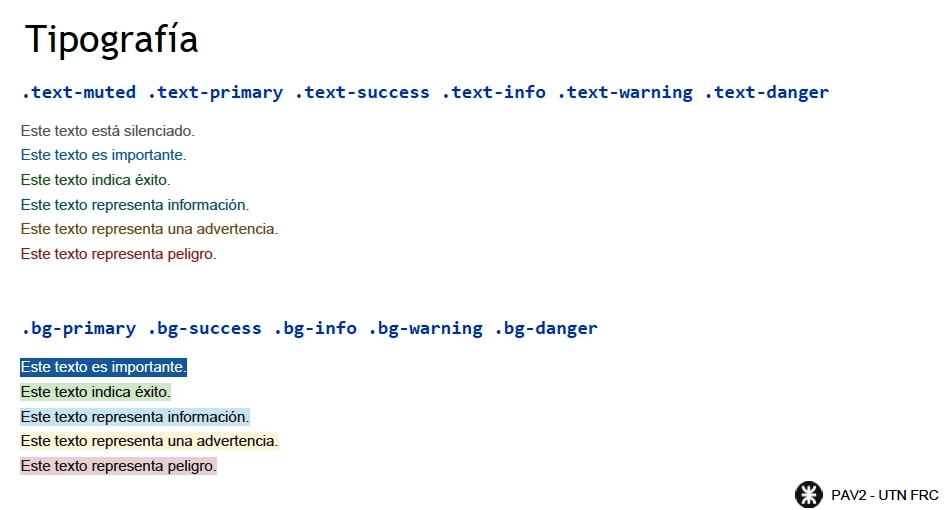 Tipografía
.text-muted .text-primary .text-success .text-info .text-warning .text-danger
Este texto está silenciado.
Este texto es importante.
Este texto indica éxito.
Este texto representa información.
Este texto representa una advertencia.
Este texto representa peligro.
.bg-primary .bg-success .bg-info .bg-warning .bg-danger
Este texto es importante.
Este texto indica éxito.
Este texto representa información.
Este texto representa una advertencia.
Este texto representa peligro.
PAV2 - UTN FRC